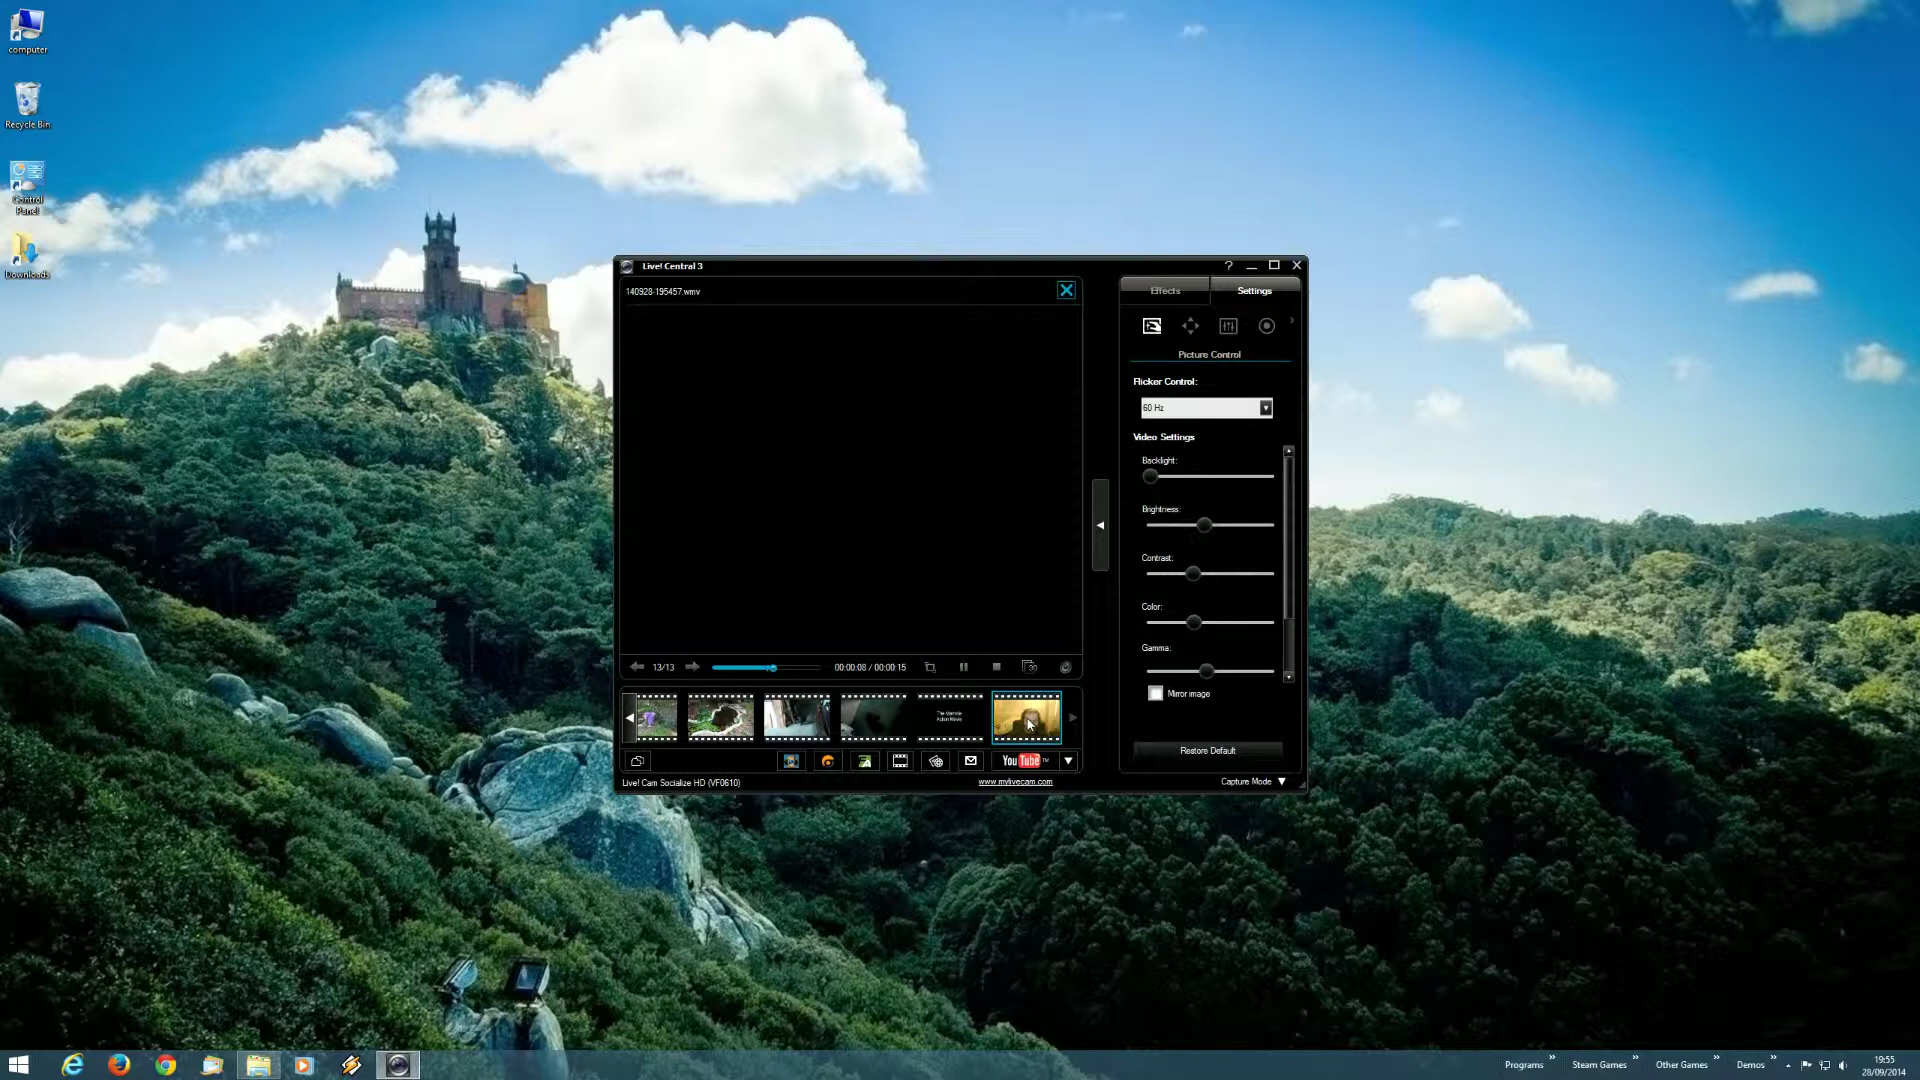 computer
Recycle Bin
Control
Panel
Downloads
Live! Central 3
?
140928-195457.wmv
Effects
Settings
Picture Control
Flicker Control:
60 Hz
Video Settings
Backlight:
Brightness:
Contrast:
Color:
Gamma:
Mirror image
Restore Default
Capture Mode
13/13
00:00:08 / 00:00:15
30
Action Movie
YouTube
Live! Cam Socialize HD (VF0610)
www.mylivecam.com
Programs
Steam Games
Other Games
Demos
19:55
28/09/2014